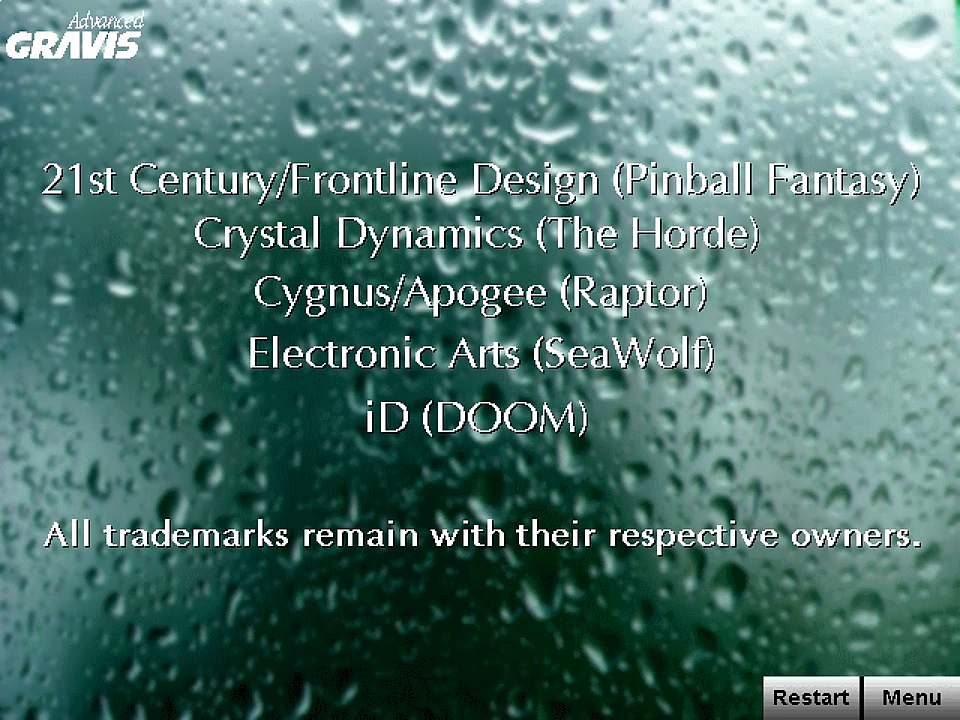 Advanced
GRAVIS
21st Century/Frontline Design (Pinball Fantasy)
Crystal Dynamics (The Horde)
Cygnus/Apogee (Raptor)
Electronic Arts (SeaWolf)
iD (DOOM)
All trademarks remain with their respective owners.
Restart Menu